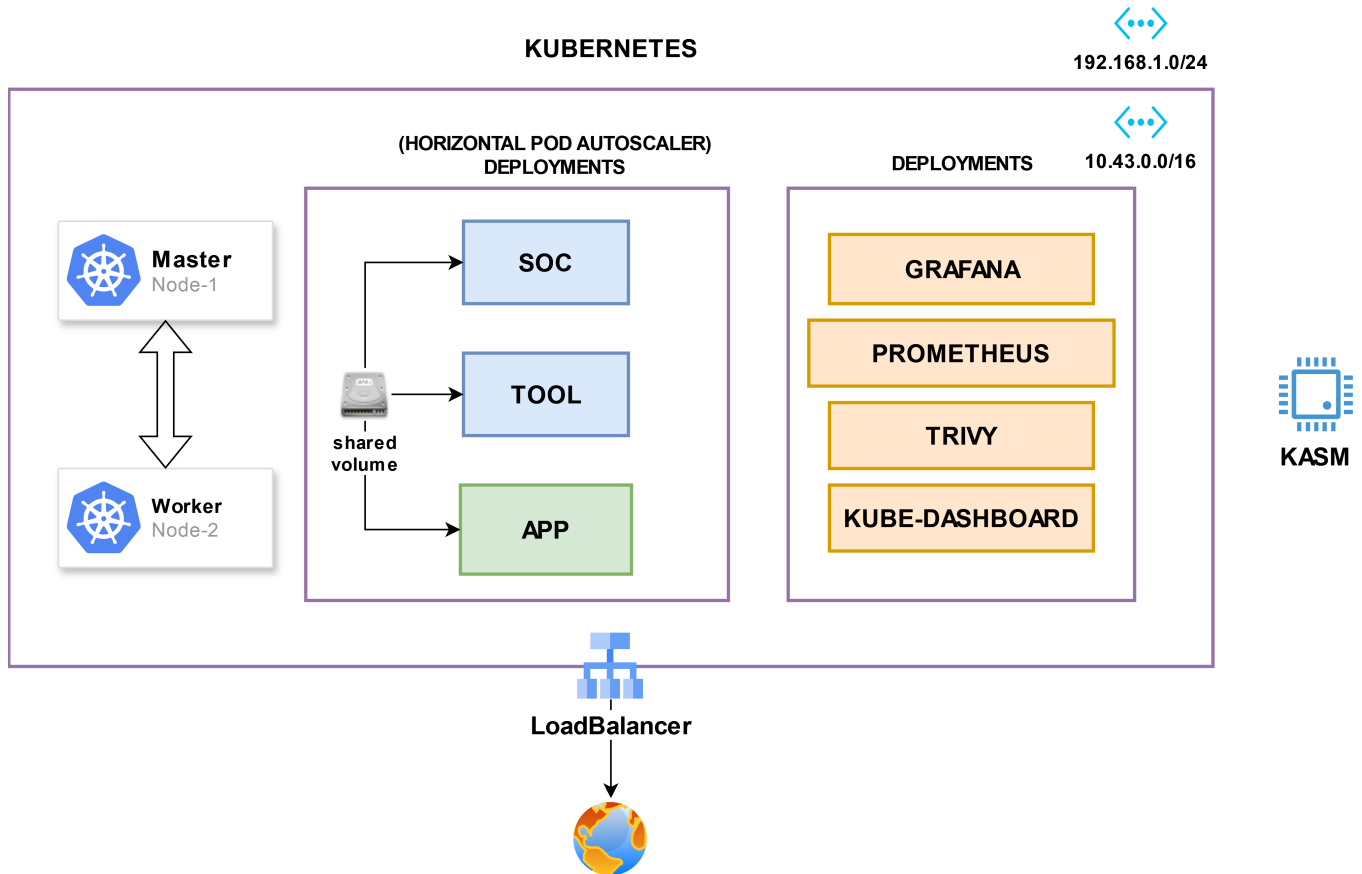 KUBERNETES
192.168.1.0/24
(HORIZONTAL POD AUTOSCALER)
DEPLOYMENTS
DEPLOYMENTS
10.43.0.0/16
Master
Node-1
Worker
Node-2
SOC
TOOL
shared
volume
APP
GRAFANA
PROMETHEUS
TRIVY
KUBE-DASHBOARD
KASM
LoadBalancer